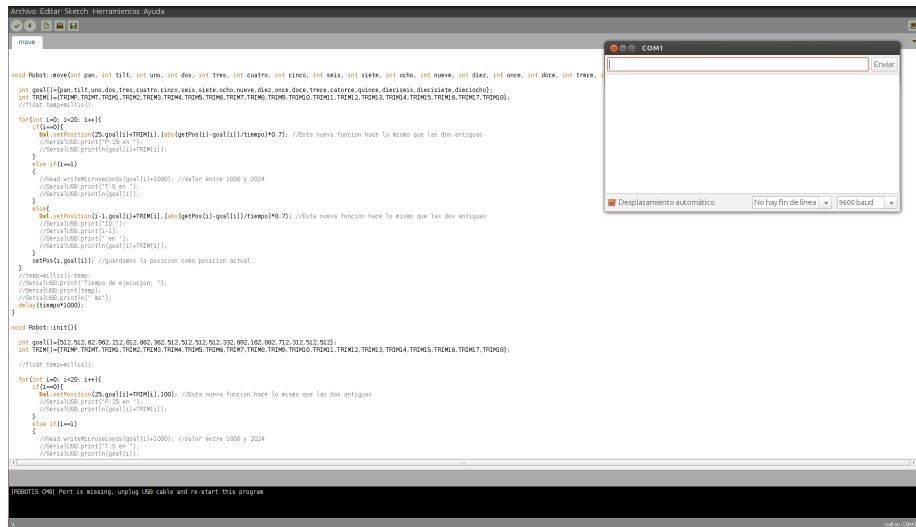 Archivo Editar Sketch Herramientas Ayuda
move
void Robot::move(int pan, int tilt, int uno, int dos, int tres, int cuatro, int cinco, int seis, int siete, int ocho, int nueve, int diez, int once, int doce, int trece,
int goal[]={pan,tilt,uno,dos,tres,cuatro,cinco,seis,siete,ocho,nueve,diez,once,doce,trece,catorce,quince,dieciseis,diecisiete,dieciocho};
int TRIM[]={TRIMP,TRIMT,TRIM1,TRIM2,TRIM3,TRIM4,TRIM5,TRIM6,TRIM7,TRIM8,TRIM9,TRIM10,TRIM11,TRIM12,TRIM13,TRIM14,TRIM15,TRIM16,TRIM17,TRIM18};
//float temp=millis();
for(int i=0; i<20; i++){
if(i==0){
Dxl.setPosition(25,goal[i]+TRIM[i],(abs(getPos(i)-goal[i])/tiempo)*0.7); //Esta nueva funcion hace lo mismo que las dos antiguas
//SerialUSB.print("P:25 en ");
//SerialUSB.println(goal[i]+TRIM[i]);
}
else if(i==1)
{
//head.writeMicroseconds(goal[i]+1000); //Valor entre 1000 y 2024
//SerialUSB.print("T:S en ");
//SerialUSB.println(goal[i]);
}
else{
Dxl.setPosition(i-1,goal[i]+TRIM[i],(abs(getPos(i)-goal[i])/tiempo)*0.7); //Esta nueva funcion hace lo mismo que las dos antiguas
//SerialUSB.print("ID:");
//SerialUSB.print(i-1);
//SerialUSB.print(" en ");
//SerialUSB.println(goal[i]+TRIM[i]);
}
setPos(i,goal[i]); //guardamos la posicion como posicion actual.
}
//temp=millis()-temp;
//SerialUSB.print("Tiempo de ejecucion: ");
//SerialUSB.print(temp);
//SerialUSB.println(" ms");
delay(tiempo*1000);
}
void Robot::init(){
int goal[]={512,512,62,962,212,812,662,362,512,512,512,512,332,692,162,862,712,312,512,512};
int TRIM[]={TRIMP,TRIMT,TRIM1,TRIM2,TRIM3,TRIM4,TRIM5,TRIM6,TRIM7,TRIM8,TRIM9,TRIM10,TRIM11,TRIM12,TRIM13,TRIM14,TRIM15,TRIM16,TRIM17,TRIM18};
//float temp=millis();
for(int i=0; i<20; i++){
if(i==0){
Dxl.setPosition(25,goal[i]+TRIM[i],100); //Esta nueva funcion hace lo mismo que las dos antiguas
//SerialUSB.print("P:25 en ");
//SerialUSB.println(goal[i]+TRIM[i]);
}
else if(i==1)
{
//head.writeMicroseconds(goal[i]+1000); //Valor entre 1000 y 2024
//SerialUSB.print("T:S en ");
//SerialUSB.println(goal[i]);
COM1
Enviar
Desplazamiento automático
No hay fin de línea
9600 baud
[ROBOTIS CM9] Port is missing, unplug USB cable and re-start this program
1
null on COM1